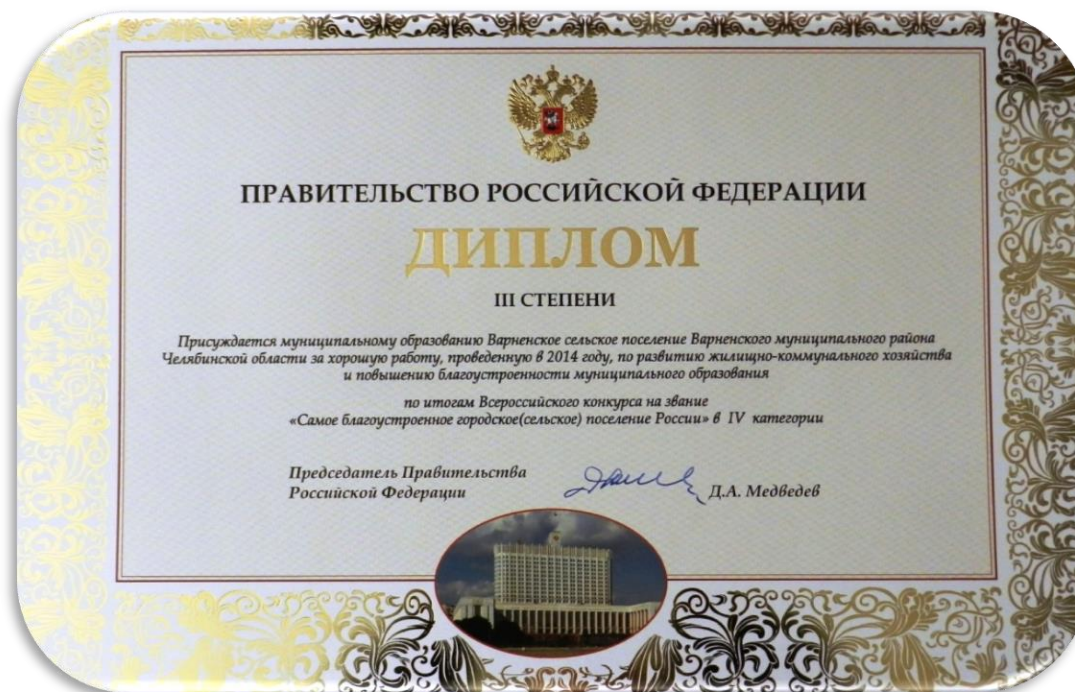 ПРАВИТЕЛЬСТВО РОССИЙСКОЙ ФЕДЕРАЦИИ
ДИПЛОМ
III СТЕПЕНИ
Присуждается муниципальному образованию Варненское сельское поселение Варненского муниципального района
Челябинской области за хорошую работу, проведенную в 2014 году, по развитию жилищно-коммунального хозяйства
и повышению благоустроенности муниципального образования
по итогам Всероссийского конкурса на звание
«Самое благоустроенное городское(сельское) поселение России» в IV категории
Председатель Правительства
Российской Федерации
Д.А. Медведев